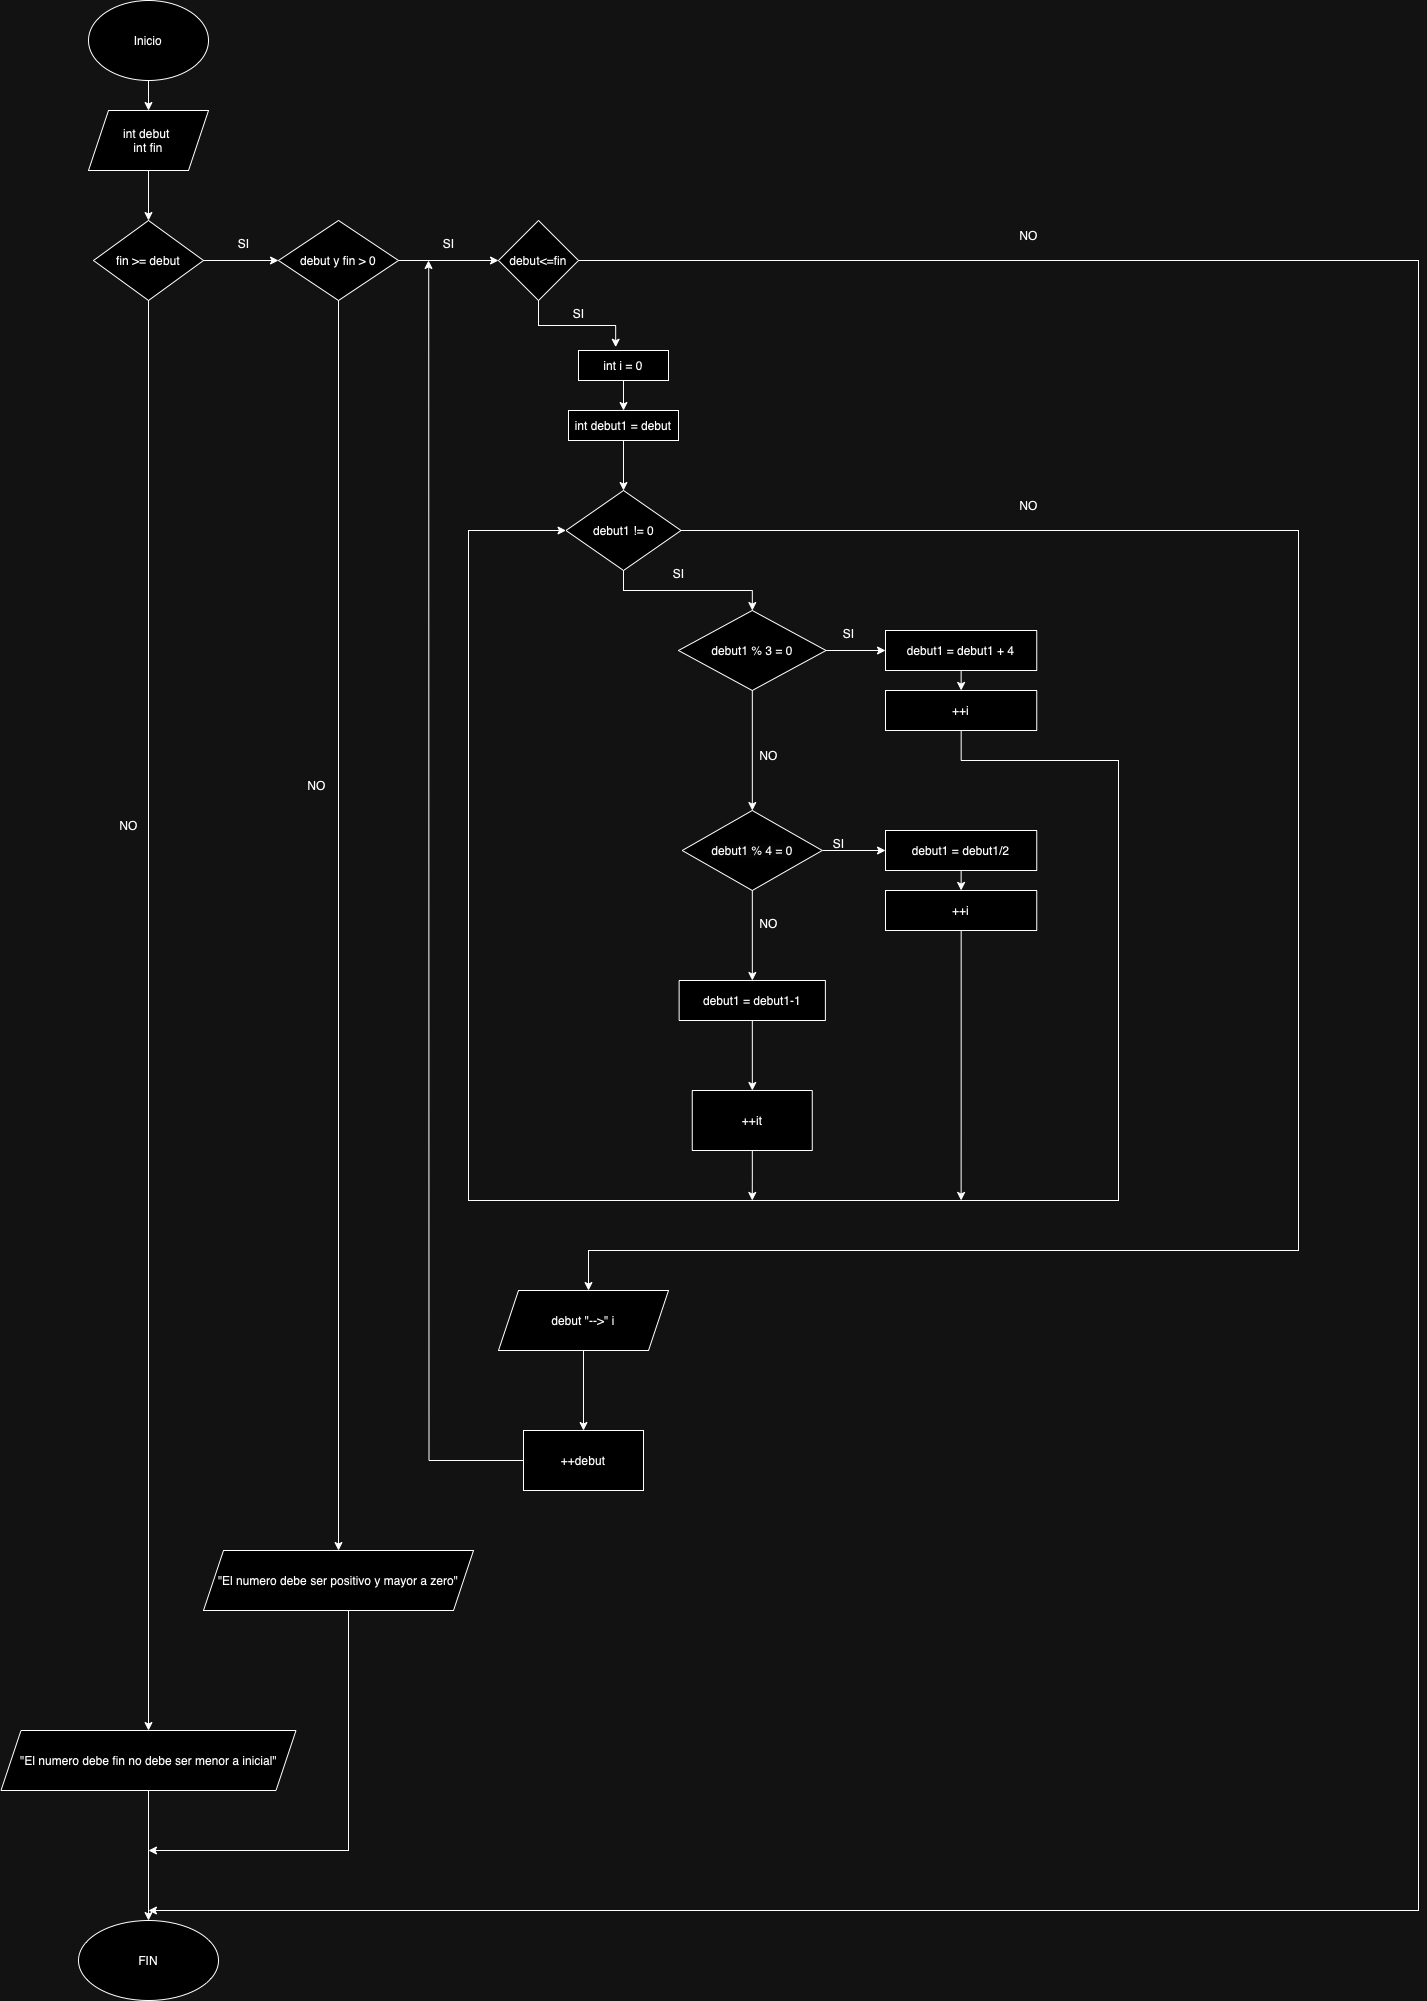 Inicio
int debut
int fin
fin >= debut
SI
debut y fin > 0
SI
debut<=fin
NO
SI
int i = 0
int debut1 = debut
debut1 != 0
NO
SI
debut1 % 3 = 0
SI
debut1 = debut1 + 4
++i
NO
NO
NO
debut1 % 4 = 0
SI
debut1 = debut1/2
++i
NO
debut1 = debut1-1
++it
debut "-->" i
++debut
"El numero debe ser positivo y mayor a zero"
"El numero debe fin no debe ser menor a inicial"
FIN